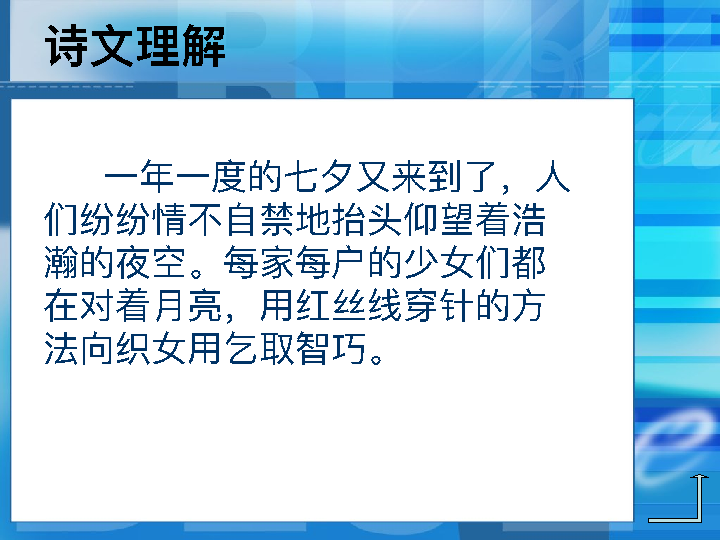 诗文理解
一年一度的七夕又来到了，人
们纷纷情不自禁地抬头仰望着浩
瀚的夜空。每家每户的少女们都
在对着月亮，用红丝线穿针的方
法向织女用乞取智巧。